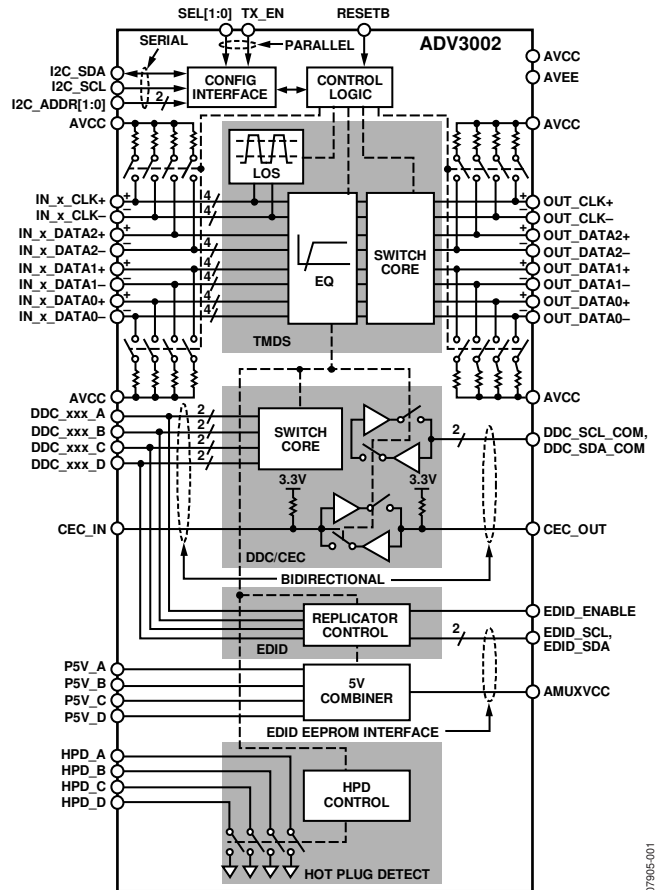 SEL[1:0] TX_EN RESETB
SERIAL
PARALLEL
ADV3002
I2C_SDA
I2C_SCL
I2C_ADDR[1:0]
2
CONFIG
INTERFACE
CONTROL
LOGIC
AVCC
AVEE
AVCC
AVCC
LOS
IN_x_CLK+
IN_x_CLK–
IN_x_DATA2+
IN_x_DATA2–
IN_x_DATA1+
IN_x_DATA1–
IN_x_DATA0+
IN_x_DATA0–
+
–
+
–
+
–
+
–
4
4
4
4
4
4
4
4
EQ
SWITCH
CORE
TMDS
+
–
+
–
+
–
+
–
OUT_CLK+
OUT_CLK–
OUT_DATA2+
OUT_DATA2–
OUT_DATA1+
OUT_DATA1–
OUT_DATA0+
OUT_DATA0–
AVCC
AVCC
DDC_xxx_A
DDC_xxx_B
DDC_xxx_C
DDC_xxx_D
2
2
2
2
SWITCH
CORE
2
DDC_SCL_COM,
DDC_SDA_COM
3.3V
3.3V
CEC_IN
CEC_OUT
DDC/CEC
BIDIRECTIONAL
REPLICATOR
CONTROL
EDID
EDID_ENABLE
2
EDID_SCL,
EDID_SDA
P5V_A
P5V_B
P5V_C
P5V_D
5V
COMBINER
AMUXVCC
EDID EEPROM INTERFACE
HPD_A
HPD_B
HPD_C
HPD_D
HPD
CONTROL
HOT PLUG DETECT
07905-001